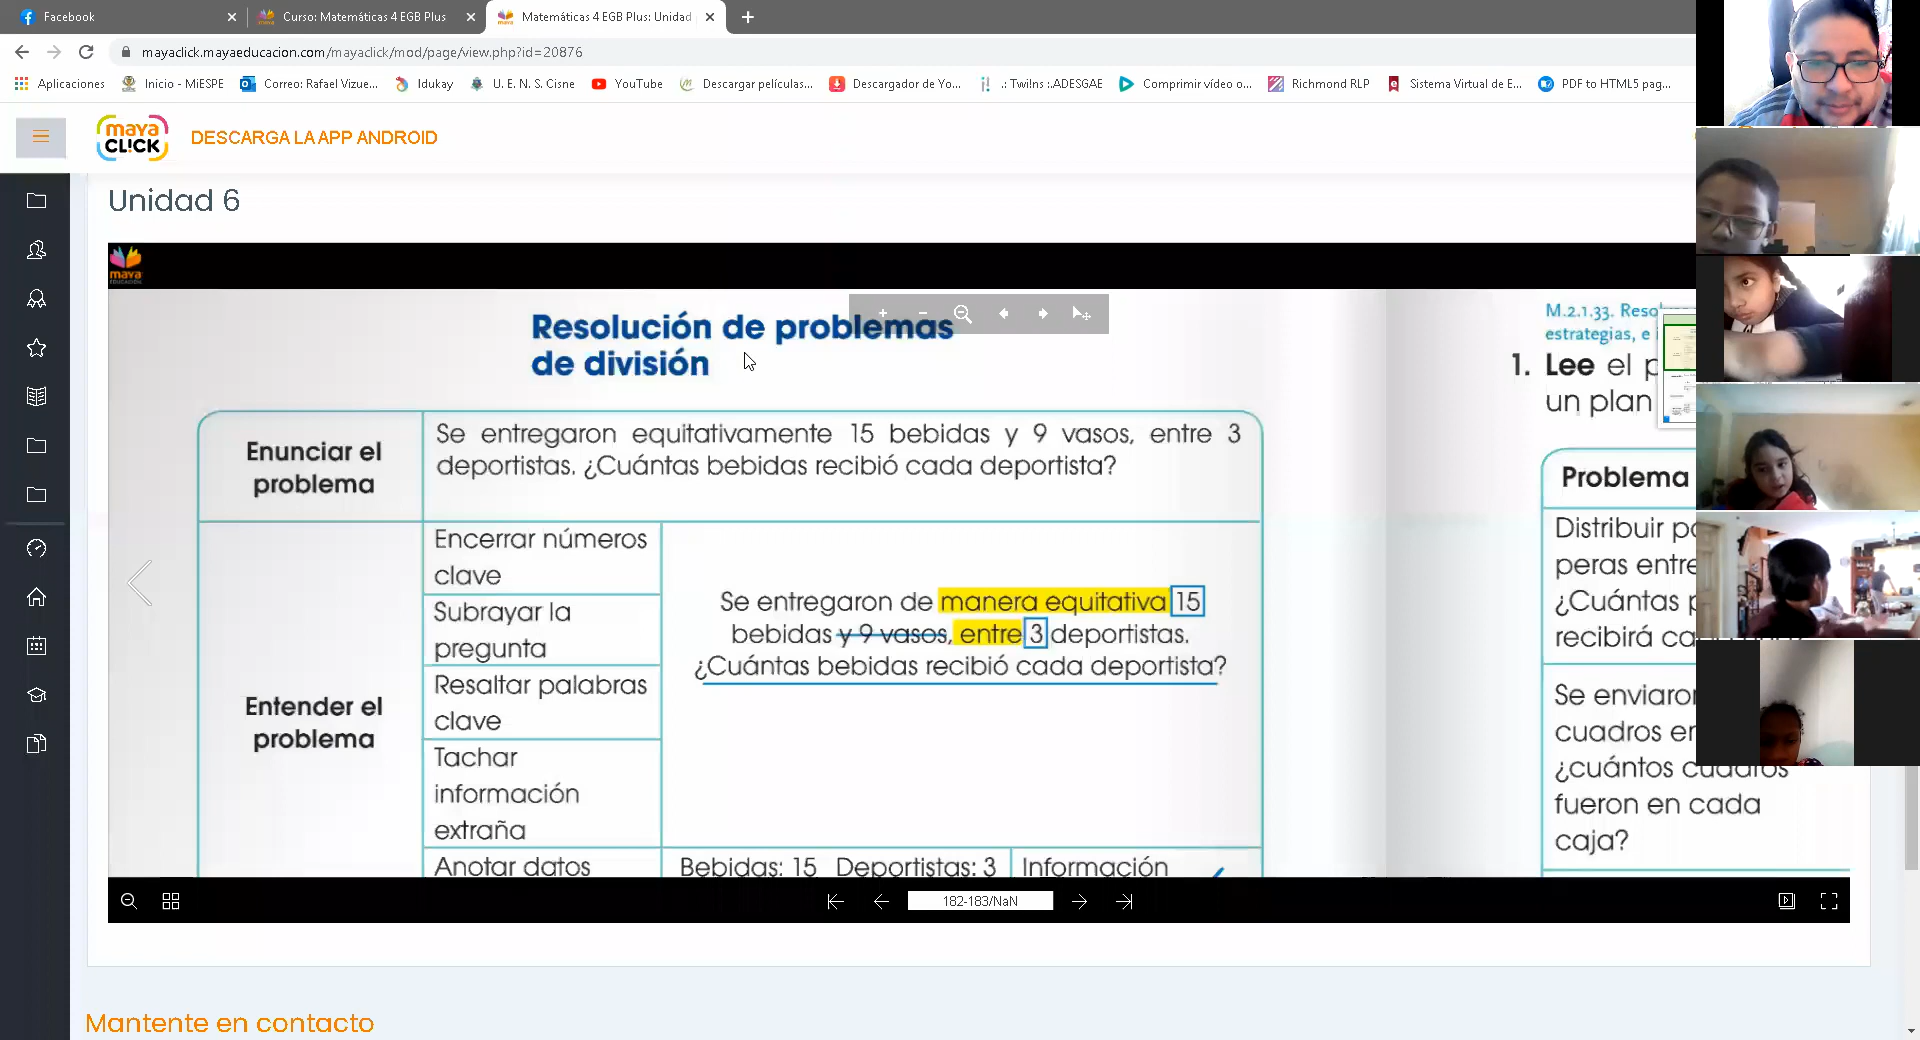 Facebook
Curso: Matemáticas 4 EGB Plus
Matemáticas 4 EGB Plus: Unidad
mayaclick.mayaeducacion.com/mayaclick/mod/page/view.php?id=20876
Aplicaciones
Inicio - MiESPE
Correo: Rafael Vizue...
Idukay
U. E. N. S. Cisne
YouTube
Descargar películas...
Descargador de Yo...
.: Twi!ns :.ADESGAE
Comprimir vídeo o...
Richmond RLP
Sistema Virtual de E...
PDF to HTML5 pag...
maya
CLICK
DESCARGA LA APP ANDROID
Unidad 6
maya
EDUCACIÓN
Resolución de problemas
de división
Enunciar el
problema
Se entregaron equitativamente 15 bebidas y 9 vasos, entre 3
deportistas. ¿Cuántas bebidas recibió cada deportista?
Entender el
problema
Encerrar números
clave
Subrayar la
pregunta
Resaltar palabras
clave
Tachar
información
extraña
Anotar datos
Se entregaron de manera equitativa 15
bebidas y 9 vasos, entre 3 deportistas.
¿Cuántas bebidas recibió cada deportista?
Bebidas: 15 Deportistas: 3
Información
M.2.1.33. Reso
estrategias, e
1. Lee el p
un plan
Problema
Distribuir
peras entre
¿Cuántas
recibirá
Se enviaron
cuadros
¿cuántos cuadros
fueron en cada
caja?
182-183/NaN
Mantente en contacto